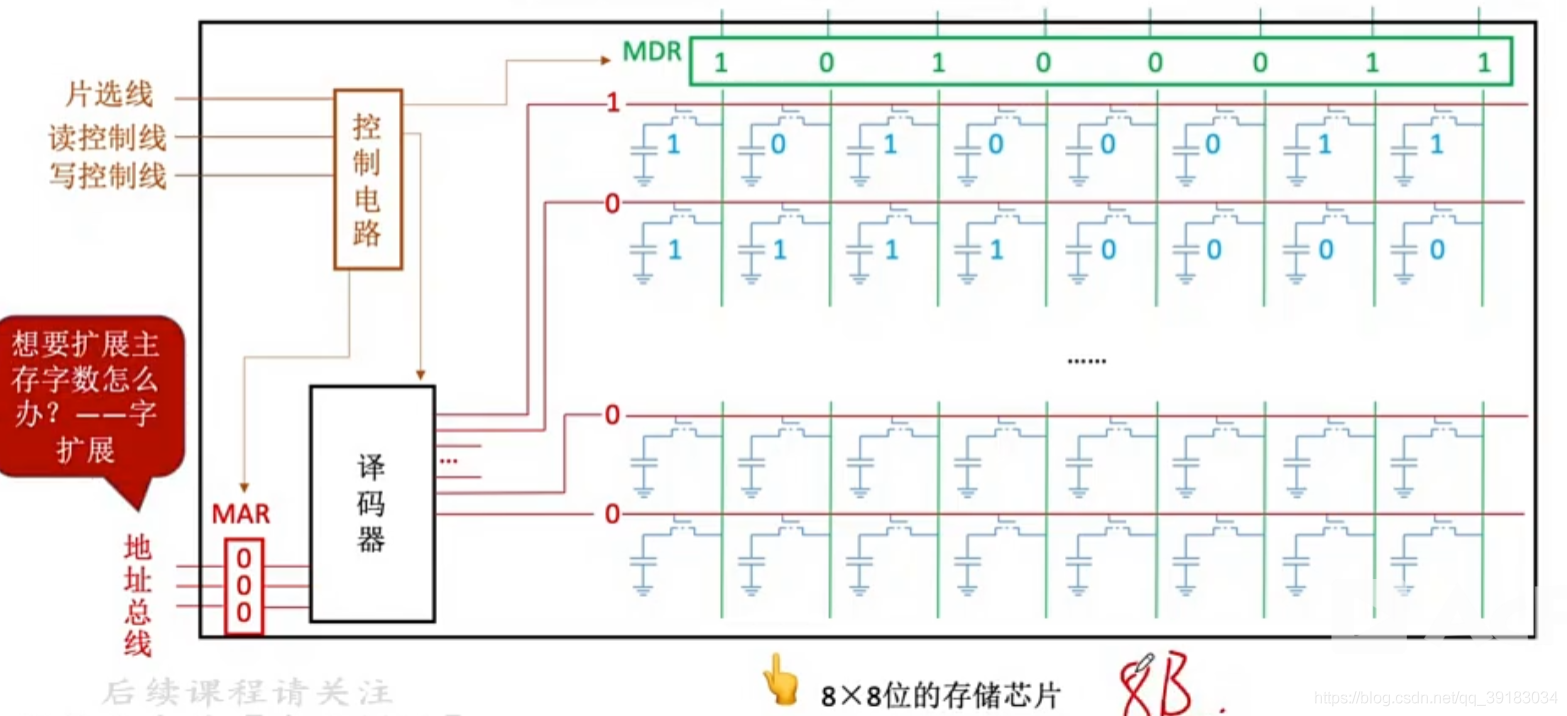 MDR 1 0 1 0 0 0 1 1
片选线
读控制线
写控制线
控制电路
1
1 0 1 0 0 0 1 1
0
1 1 1 1 0 0 0 0
······
想要扩展主
存字数怎么
办？——字
扩展
译码器
...
0
0
MAR
0
0
0
地址总线
后续课程请关注
8×8位的存储芯片
8B.
https://blog.csdn.net/qq_39183034